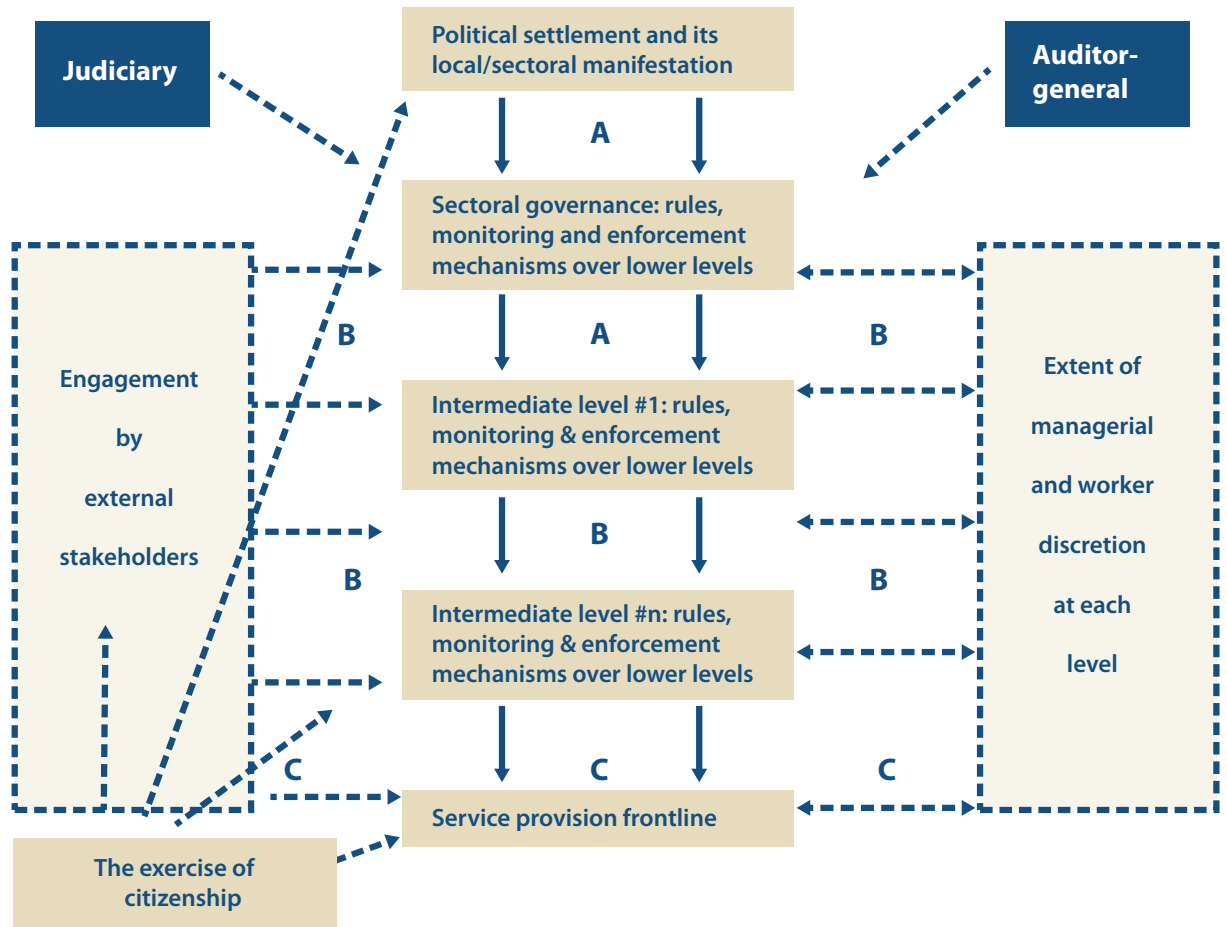 Political settlement and its
local/sectoral manifestation
Judiciary
Auditor-
general
A
Sectoral governance: rules,
monitoring and enforcement
mechanisms over lower levels
B
A
B
Engagement
by
external
stakeholders
Extent of
managerial
and worker
discretion
at each
level
Intermediate level #1: rules,
monitoring & enforcement
mechanisms over lower levels
B
B
B
Intermediate level #n: rules,
monitoring & enforcement
mechanisms over lower levels
C
C
C
Service provision frontline
The exercise of
citizenship